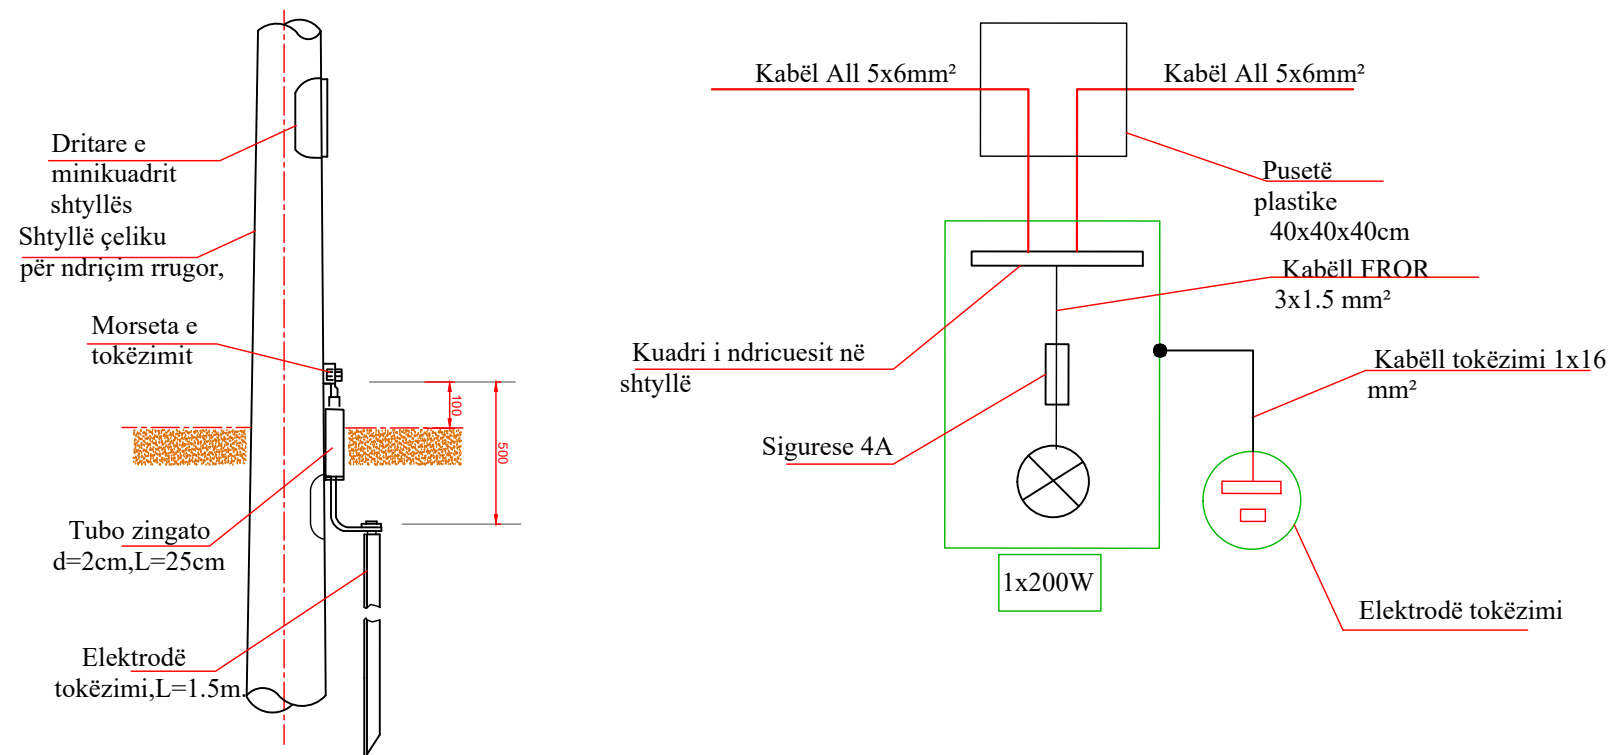 Dritare e
minikuadrit
shtyllës
Shtyllë çeliku
për ndriçim rrugor,
Morseta e
tokëzimit
100
500
Tubo zingato
d=2cm,L=25cm
Elektrodë
tokëzimi,L=1.5m.
Kabël All 5x6mm²
Kabël All 5x6mm²
Pusetë
plastike
40x40x40cm
Kabëll FROR
3x1.5 mm²
Kuadri i ndricuesit në
shtyllë
Kabëll tokëzimi 1x16
mm²
Sigurese 4A
1x200W
Elektrodë tokëzimi